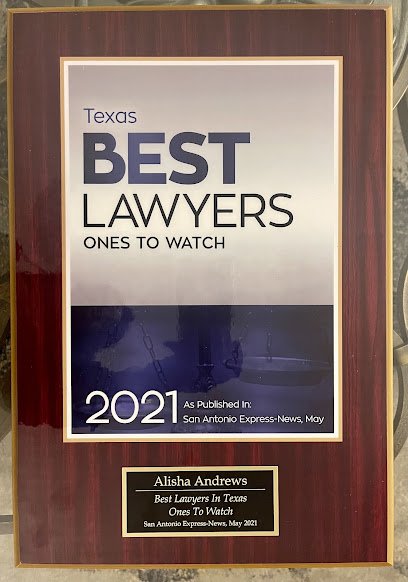 Texas
BEST
LAWYERS
ONES TO WATCH
2021 As Published In:
San Antonio Express-News, May
Alisha Andrews
Best Lawyers In Texas
Ones To Watch
San Antonio Express-News, May 2021